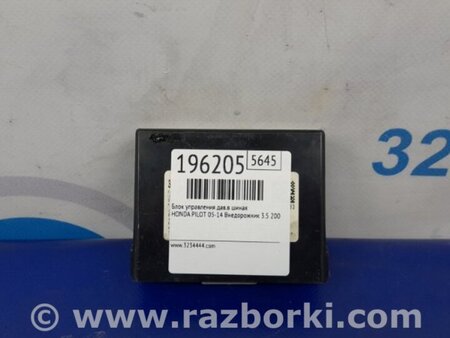 32
196205 5645
Блок управления дав.в шинах
HONDA PILOT 05-14 Внедорожник 3.5 200
www.3234444.com
© www.razborki.com